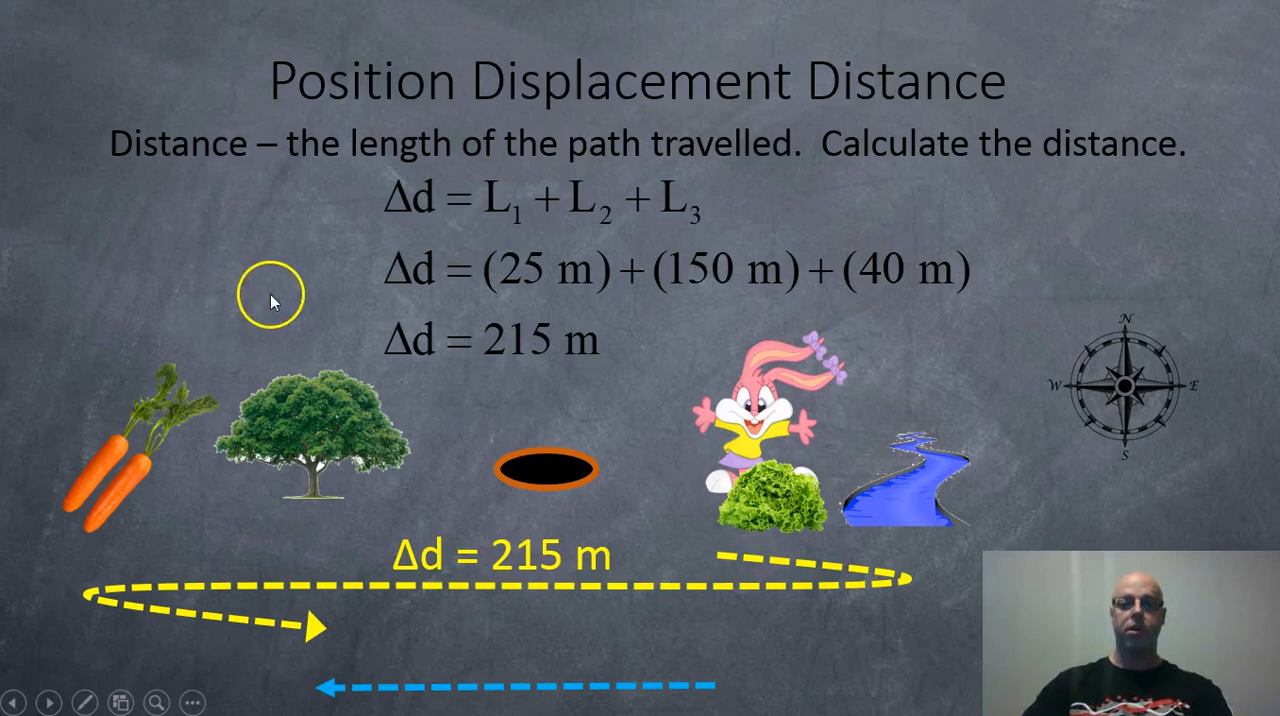 Position Displacement Distance
Distance – the length of the path travelled. Calculate the distance.
Δd = L₁ + L₂ + L₃
Δd = (25 m) + (150 m) + (40 m)
Δd = 215 m
N
W E
S
Δd = 215 m